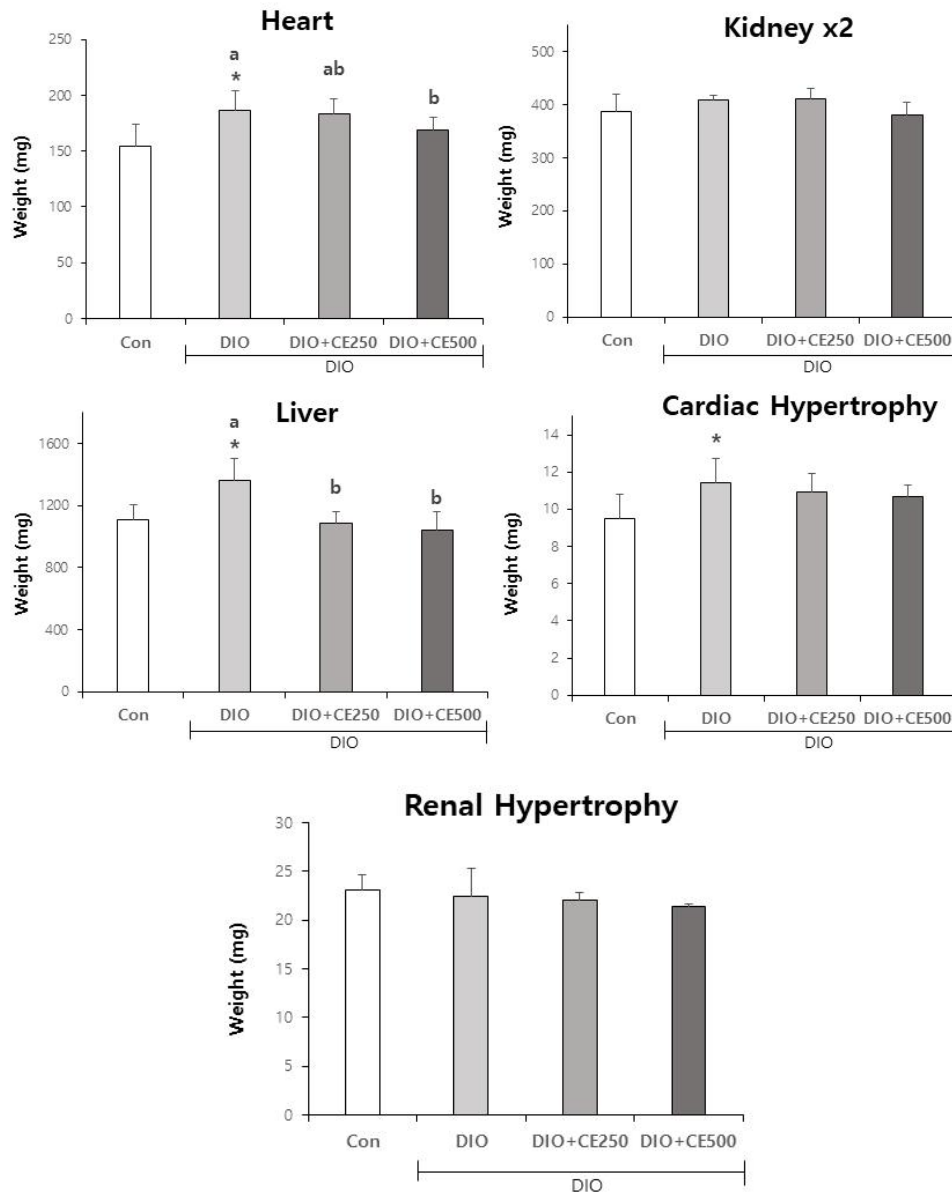 Heart
250
200
150
100
50
0
Weight (mg)
a
*
ab
b
Con DIO DIO+CE250 DIO+CE500
DIO
Kidney x2
500
400
300
200
100
0
Weight (mg)
Con DIO DIO+CE250 DIO+CE500
DIO
Liver
1600
1200
800
400
0
Weight (mg)
a
*
b b
Con DIO DIO+CE250 DIO+CE500
DIO
Cardiac Hypertrophy
14
12
10
8
6
4
2
0
Weight (mg)
*
Con DIO DIO+CE250 DIO+CE500
DIO
Renal Hypertrophy
30
25
20
15
10
5
0
Weight (mg)
Con DIO DIO+CE250 DIO+CE500
DIO